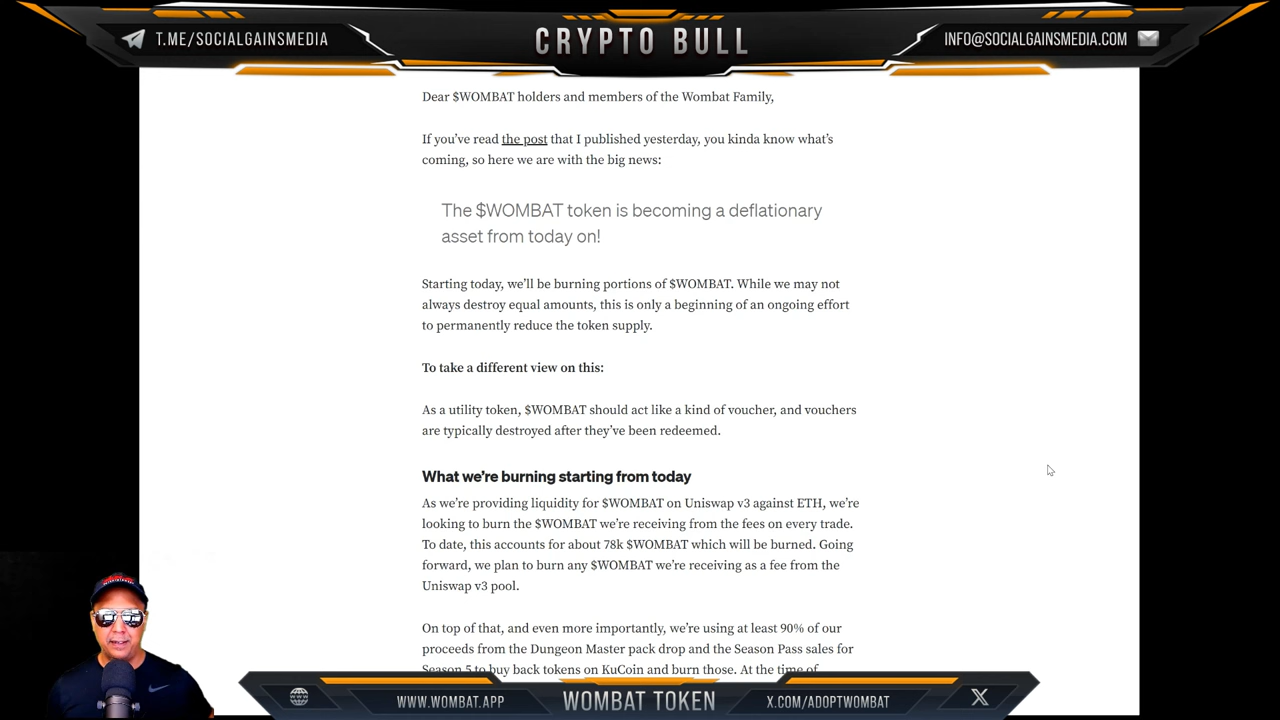 T.ME/SOCIALGAINSMEDIA
CRYPTO BULL
INFO@SOCIALGAINSMEDIA.COM
Dear $WOMBAT holders and members of the Wombat Family,
If you’ve read the post that I published yesterday, you kinda know what’s
coming, so here we are with the big news:
The $WOMBAT token is becoming a deflationary
asset from today on!
Starting today, we’ll be burning portions of $WOMBAT. While we may not
always destroy equal amounts, this is only a beginning of an ongoing effort
to permanently reduce the token supply.
To take a different view on this:
As a utility token, $WOMBAT should act like a kind of voucher, and vouchers
are typically destroyed after they’ve been redeemed.
What we’re burning starting from today
As we’re providing liquidity for $WOMBAT on Uniswap v3 against ETH, we’re
looking to burn the $WOMBAT we’re receiving from the fees on every trade.
To date, this accounts for about 78k $WOMBAT which will be burned. Going
forward, we plan to burn any $WOMBAT we’re receiving as a fee from the
Uniswap v3 pool.
On top of that, and even more importantly, we’re using at least 90% of our
proceeds from the Dungeon Master pack drop and the Season Pass sales for
Season 5 to buy back tokens on KuCoin and burn those. At the time of
WWW.WOMBAT.APP
WOMBAT TOKEN
X.COM/ADOPTWOMBAT